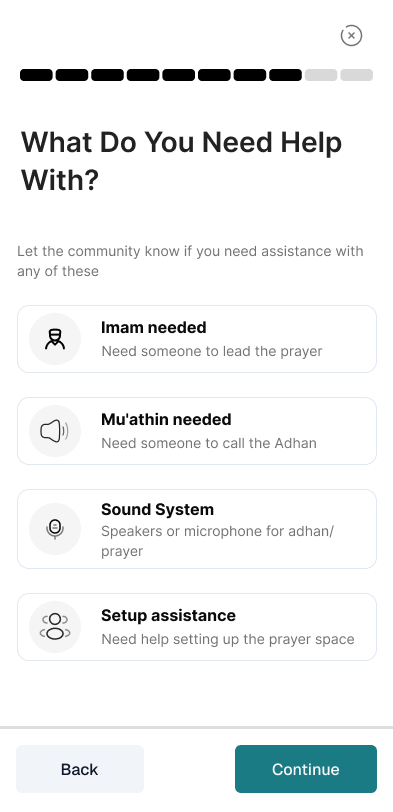 What Do You Need Help
With?
Let the community know if you need assistance with
any of these
Imam needed
Need someone to lead the prayer
Mu'athin needed
Need someone to call the Adhan
Sound System
Speakers or microphone for adhan/
prayer
Setup assistance
Need help setting up the prayer space
Back
Continue